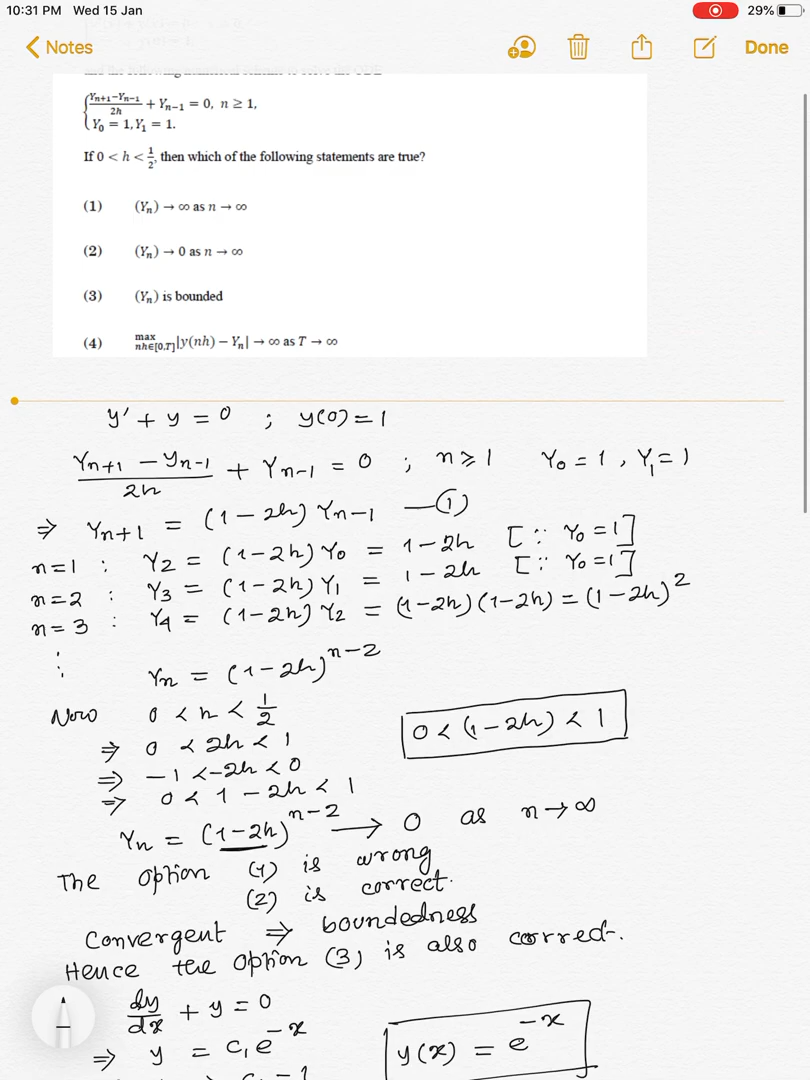 10:31 PM Wed 15 Jan 29%
Notes Done
{ (Y_{n+1}−Y_{n−1})/2h + Y_{n−1} = 0, n ≥ 1,
Y_0 = 1, Y_1 = 1.
If 0 < h < 1/2, then which of the following statements are true?
(1) (Y_n) → ∞ as n → ∞
(2) (Y_n) → 0 as n → ∞
(3) (Y_n) is bounded
(4) max_{nh∈[0,T]} |y(nh) − Y_n| → ∞ as T → ∞
y' + y = 0 ; y(0) = 1
(Y_{n+1} − Y_{n-1})/2h + Y_{n-1} = 0 ; n ≥ 1 Y_0 = 1, Y_1 = 1
⇒ Y_{n+1} = (1-2h) Y_{n-1} —①
n=1 : Y_2 = (1-2h) Y_0 = 1-2h [∵ Y_0 = 1]
n=2 : Y_3 = (1-2h) Y_1 = 1-2h [∵ Y_0 = 1]
n=3 : Y_4 = (1-2h) Y_2 = (1-2h)(1-2h) = (1-2h)^2
⋮ Y_n = (1-2h)^{n-2}
Now 0 < h < 1/2
⇒ 0 < 2h < 1
0 < (1-2h) < 1
⇒ -1 < -2h < 0
⇒ 0 < 1-2h < 1
Y_n = (1-2h)^{n-2} → 0 as n → ∞
The option (1) is wrong
(2) is correct.
Convergent ⇒ boundedness
Hence the option (3) is also correct.
dy/dx + y = 0
⇒ y = c_1 e^{-x}
y(x) = e^{-x}